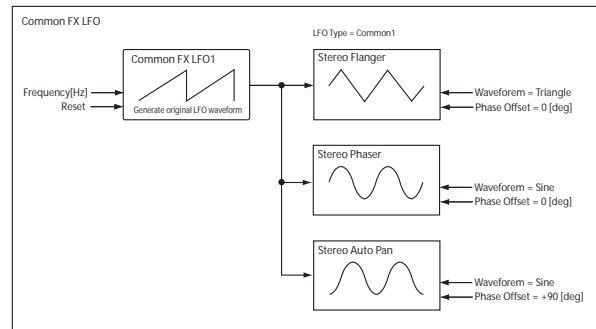 Common FX LFO
LFO Type = Common1
Common FX LFO1
Stereo Flanger
Frequency[Hz]
Reset
Generate original LFO waveform
Waveforem = Triangle
Phase Offset = 0 [deg]
Stereo Phaser
Waveforem = Sine
Phase Offset = 0 [deg]
Stereo Auto Pan
Waveforem = Sine
Phase Offset = +90 [deg]